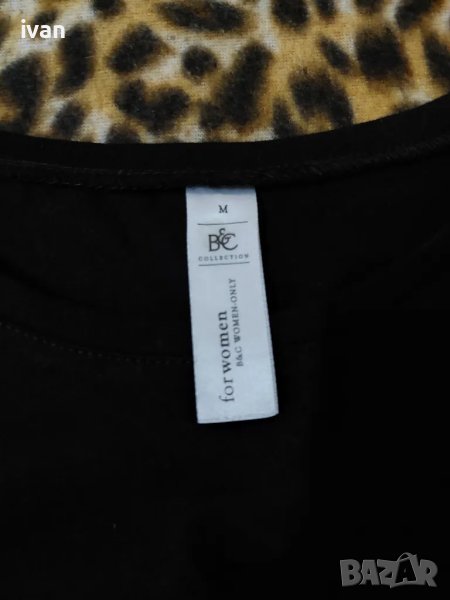 ivan
M
B&C
COLLECTION
for women
B&C WOMEN-ONLY
BAZAR